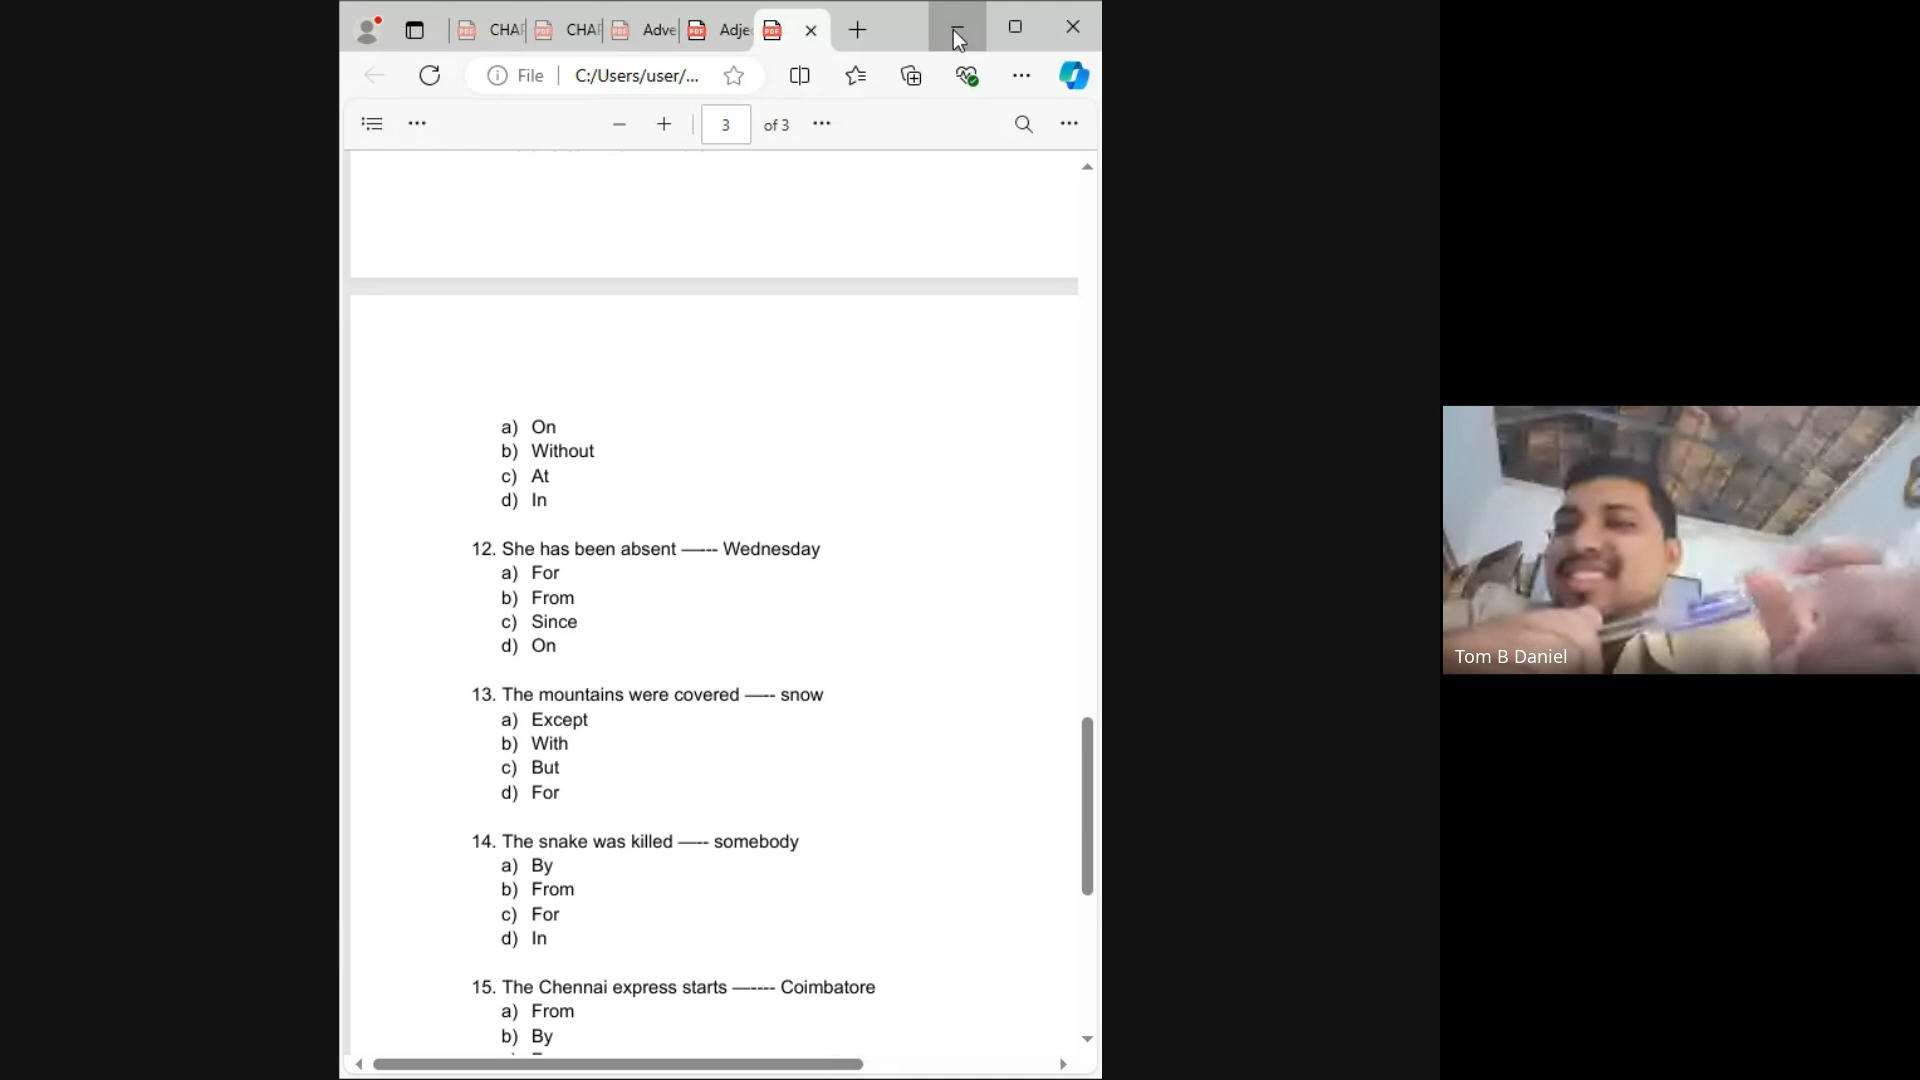 CHA
CHA
Adve
Adje
File
C:/Users/user/...
3 of 3
a) On
b) Without
c) At
d) In
12. She has been absent —--- Wednesday
a) For
b) From
c) Since
d) On
13. The mountains were covered —-- snow
a) Except
b) With
c) But
d) For
14. The snake was killed —-- somebody
a) By
b) From
c) For
d) In
15. The Chennai express starts —---- Coimbatore
a) From
b) By
Tom B Daniel